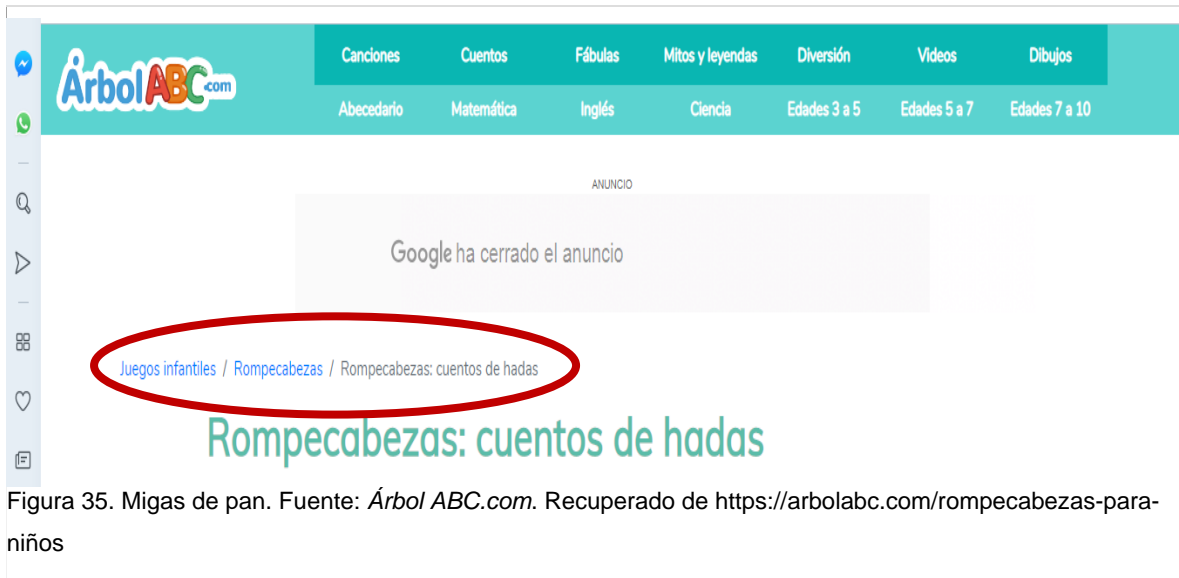 Árbol ABC.com
Canciones Cuentos Fábulas Mitos y leyendas Diversión Videos Dibujos
Abecedario Matemática Inglés Ciencia Edades 3 a 5 Edades 5 a 7 Edades 7 a 10
ANUNCIO
Google ha cerrado el anuncio
Juegos infantiles / Rompecabezas / Rompecabezas: cuentos de hadas
Rompecabezas: cuentos de hadas
Figura 35. Migas de pan. Fuente: Árbol ABC.com. Recuperado de https://arbolabc.com/rompecabezas-para-
niños